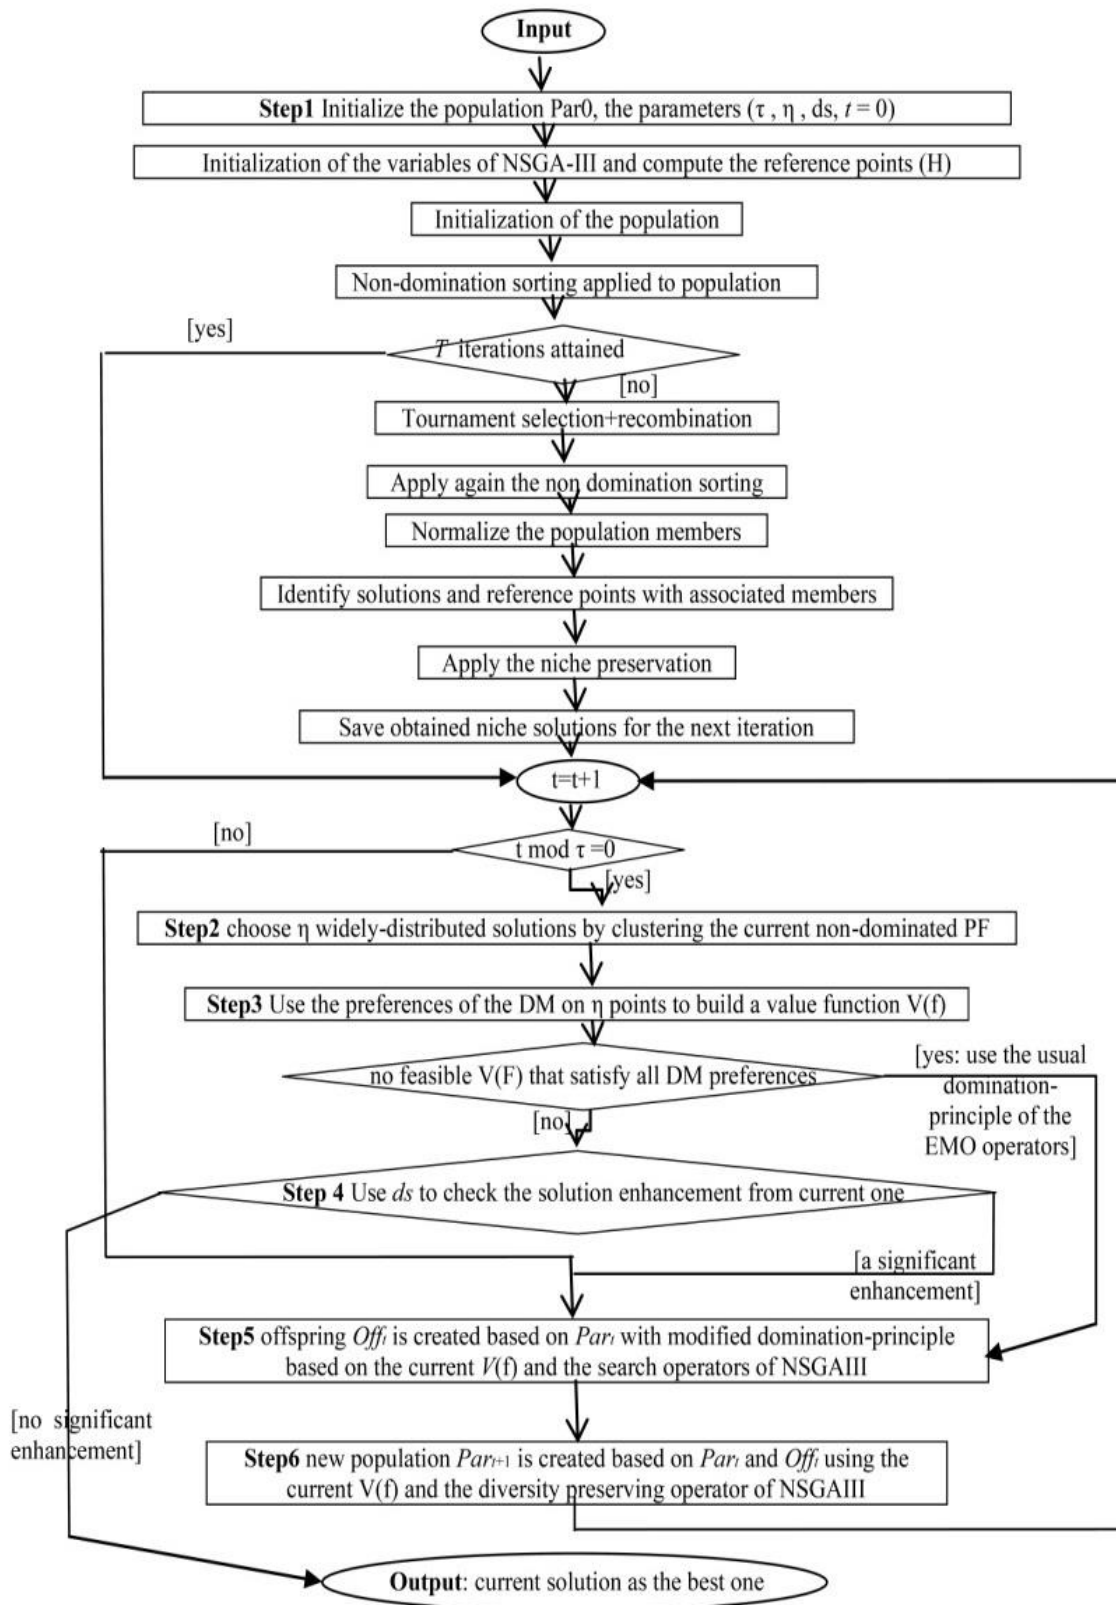 Input
Step1 Initialize the population Par0, the parameters (τ , η , ds, t = 0)
Initialization of the variables of NSGA-III and compute the reference points (H)
Initialization of the population
Non-domination sorting applied to population
[yes]
T iterations attained
[no]
Tournament selection+recombination
Apply again the non domination sorting
Normalize the population members
Identify solutions and reference points with associated members
Apply the niche preservation
Save obtained niche solutions for the next iteration
t=t+1
[no]
t mod τ =0
[yes]
Step2 choose η widely-distributed solutions by clustering the current non-dominated PF
Step3 Use the preferences of the DM on η points to build a value function V(f)
no feasible V(F) that satisfy all DM preferences
[yes: use the usual
domination-
principle of the
EMO operators]
[no]
Step 4 Use ds to check the solution enhancement from current one
[a significant
enhancement]
Step5 offspring Offt is created based on Part with modified domination-principle
based on the current V(f) and the search operators of NSGAIII
[no significant
enhancement]
Step6 new population Part+1 is created based on Part and Offt using the
current V(f) and the diversity preserving operator of NSGAIII
Output: current solution as the best one